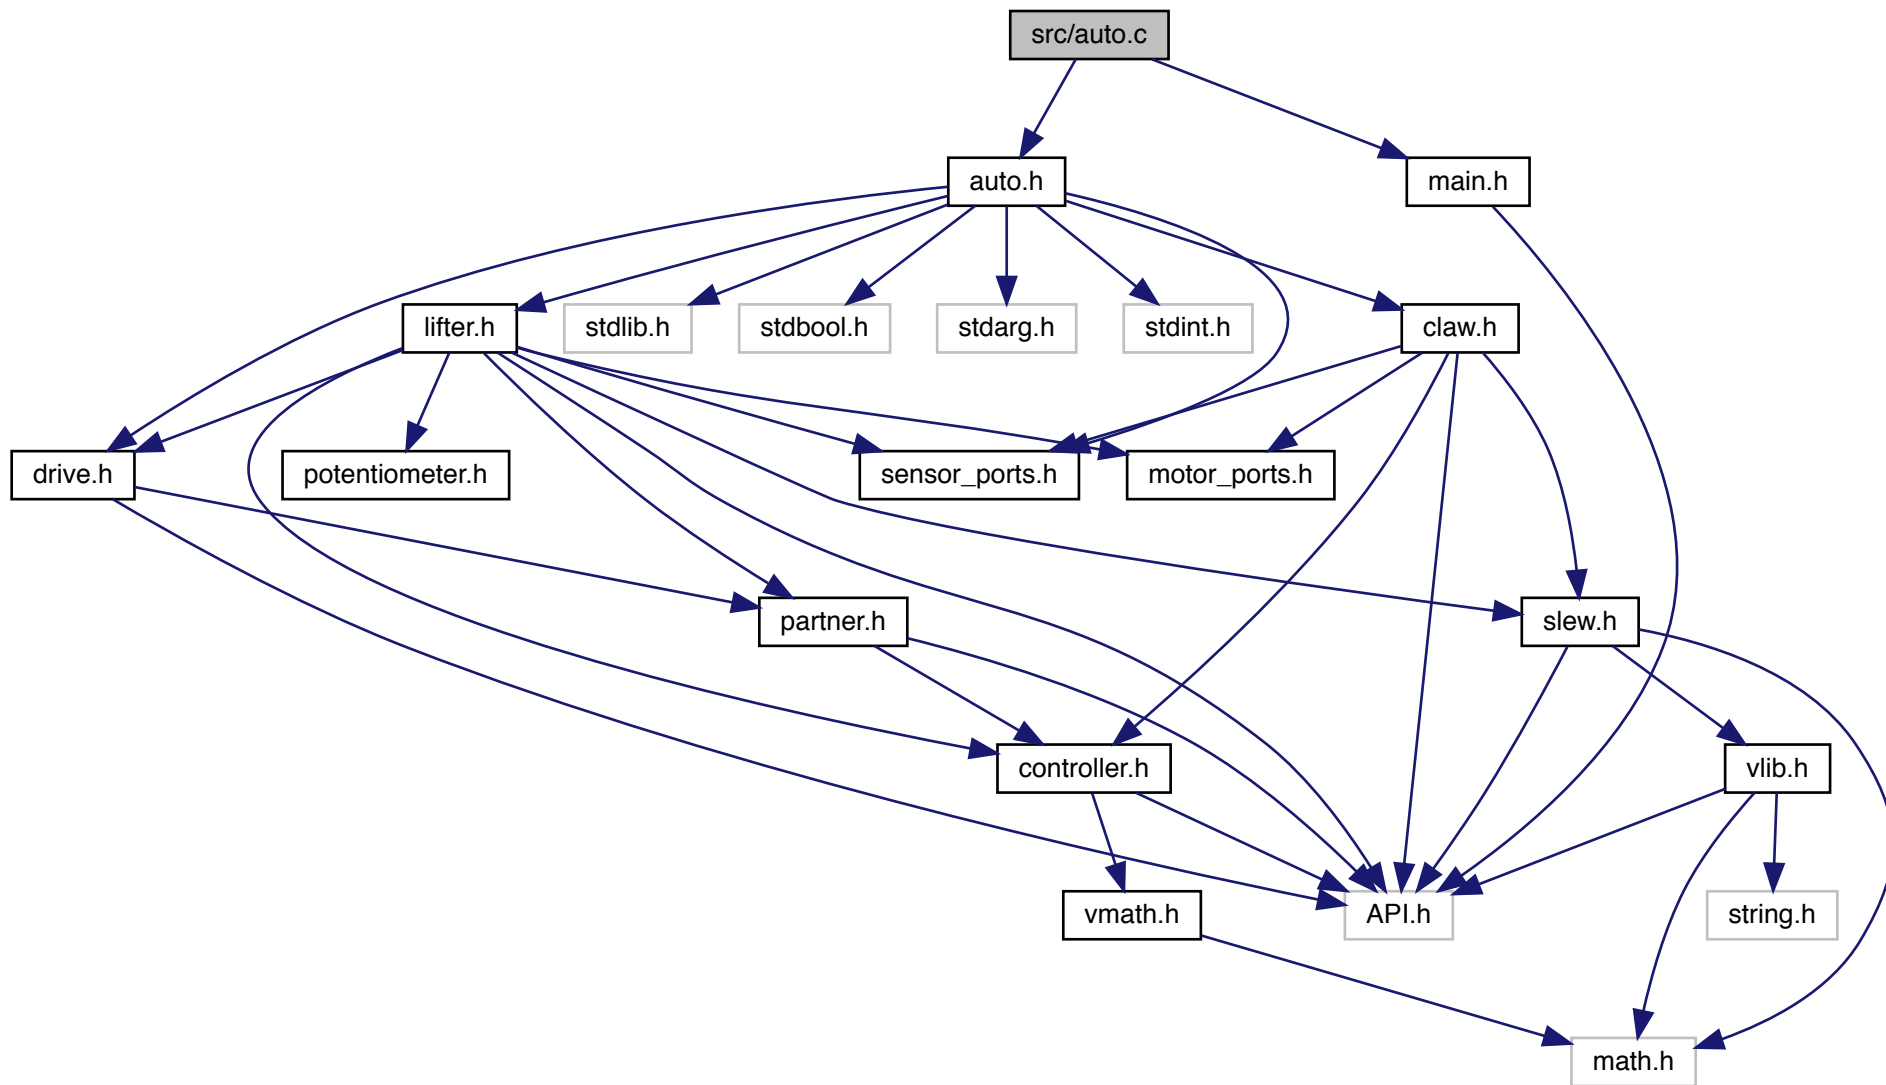 src/auto.c
auto.h
main.h
lifter.h
stdlib.h
stdbool.h
stdarg.h
stdint.h
claw.h
drive.h
potentiometer.h
sensor_ports.h
motor_ports.h
partner.h
slew.h
controller.h
vlib.h
vmath.h
API.h
string.h
math.h